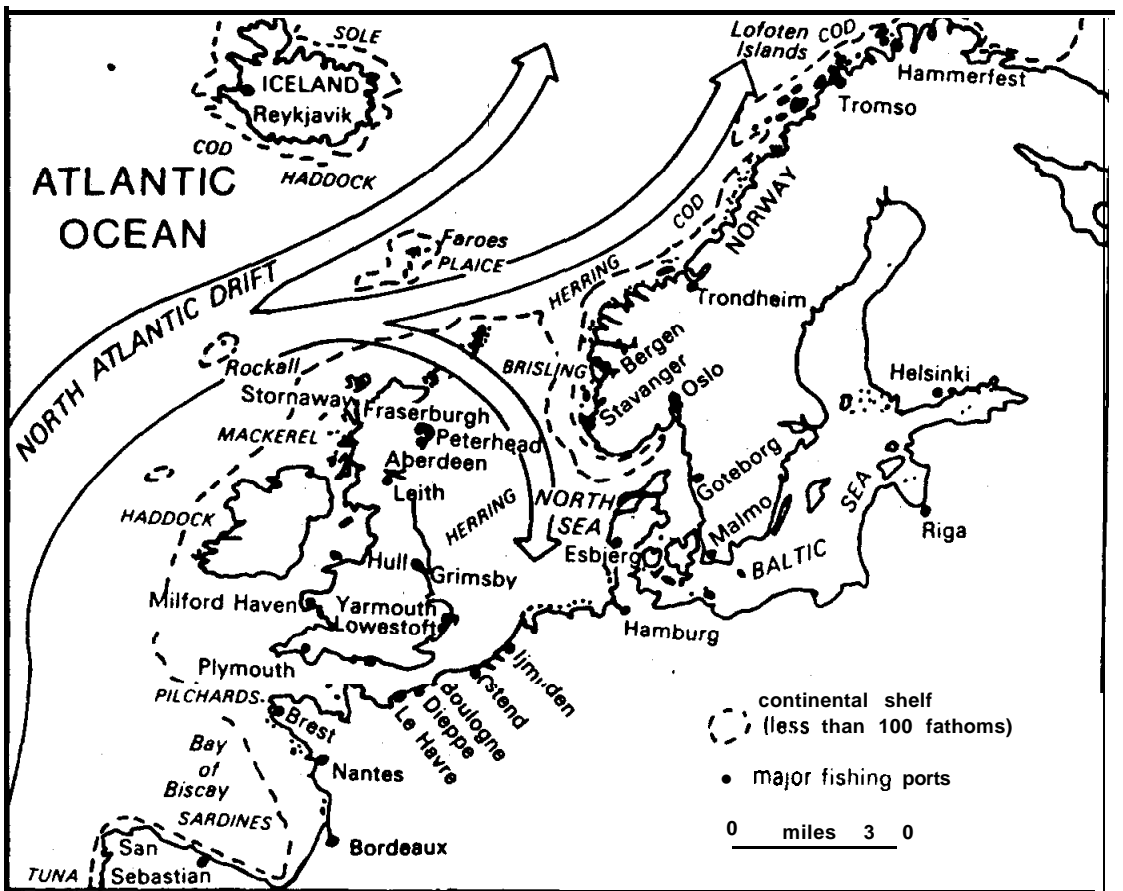 SOLE
Lofoten COD
Islands
Hammerfest
ICELAND
Reykjavik
Tromso
COD
HADDOCK
ATLANTIC
OCEAN
NORWAY
COD
Faroes
PLAICE
HERRING
NORTH ATLANTIC DRIFT
Trondheim
Rockall
BRISLING
Bergen
Stavanger
Oslo
Helsinki
Stornaway
Fraserburgh
MACKEREL
Peterhead
Aberdeen
Leith
HERRING
NORTH
SEA
Goteborg
Malmo
BALTIC
SEA
Riga
HADDOCK
Esbjerg
Hull
Grimsby
Milford Haven
Yarmouth
Lowestoft
Hamburg
Plymouth
PILCHARDS
Brest
Le Havre
Dieppe
Boulogne
stend
Nantes
Bay
of
Biscay
SARDINES
Bordeaux
San
Sebastian
TUNA
continental shelf
(less than 100 fathoms)
major fishing ports
0 miles 3 0